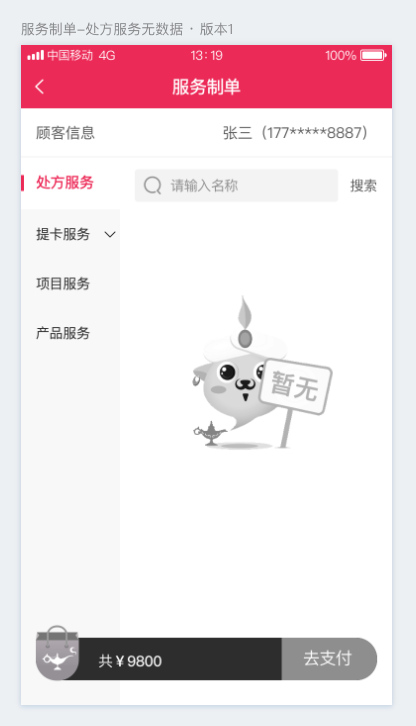 服务制单-处方服务无数据 · 版本1
中国移动 4G 13:19 100%
服务制单
顾客信息 张三（177*****8887）
处方服务 请输入名称 搜索
提卡服务
项目服务
产品服务
暂无
共 ¥ 9800 去支付